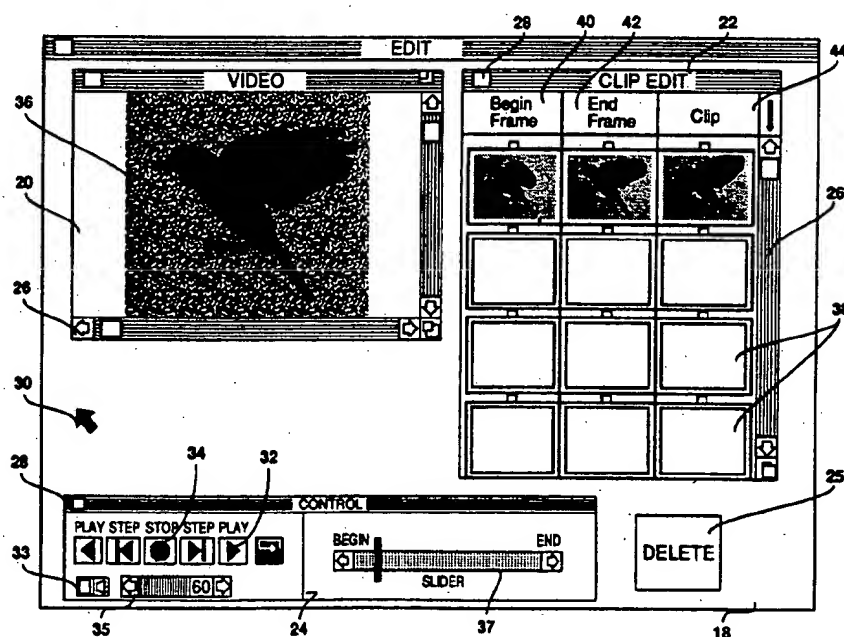 28 40 42 22
EDIT
44
VIDEO
CLIP EDIT
Begin Frame
End Frame
Clip
36
20
26
26
38
30
34 32
28
CONTROL
25
PLAY STEP STOP STEP PLAY
BEGIN END
DELETE
33
60
SLIDER
35 24 37 18